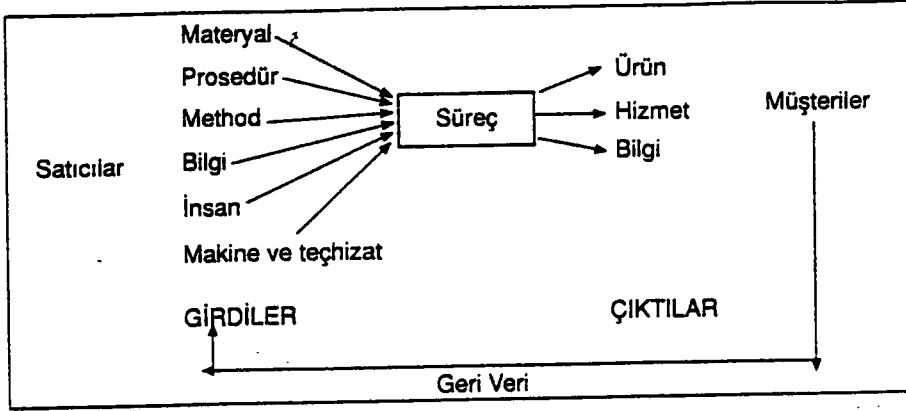 Materyal
Prosedür
Method
Bilgi
İnsan
Makine ve teçhizat
Satıcılar
GİRDİLER
Süreç
Ürün
Hizmet
Bilgi
ÇIKTILAR
Müşteriler
Geri Veri